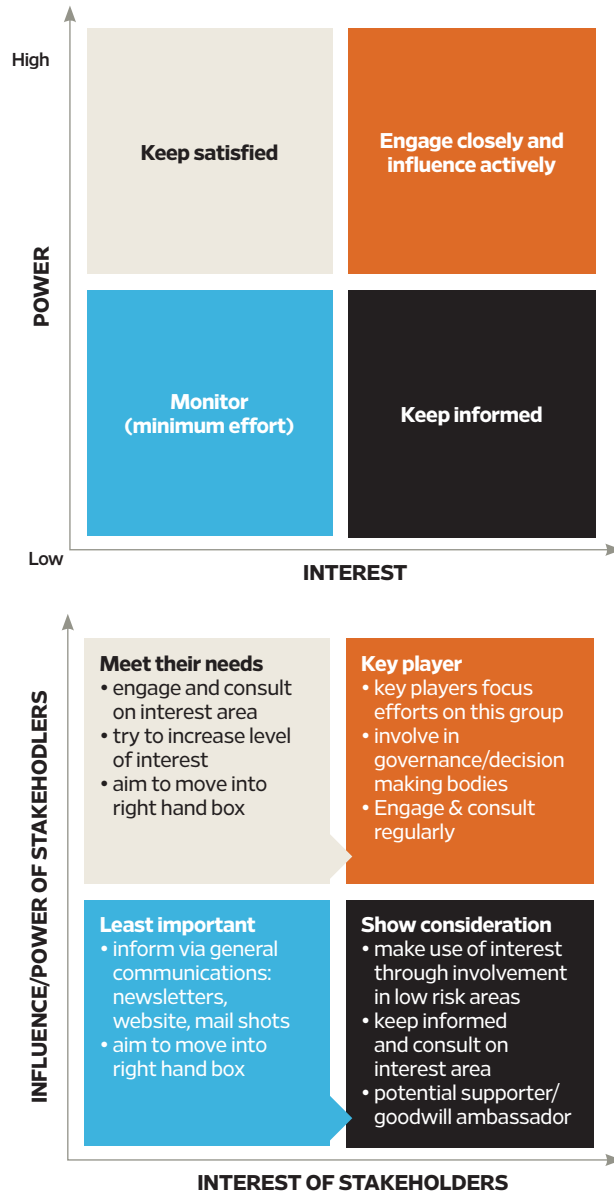 High
Keep satisfied
Engage closely and
influence actively
POWER
Monitor
(minimum effort)
Keep informed
Low
INTEREST
Meet their needs
• engage and consult
on interest area
• try to increase level
of interest
• aim to move into
right hand box
Key player
• key players focus
efforts on this group
• involve in
governance/decision
making bodies
• Engage & consult
regularly
INFLUENCE/POWER OF STAKEHODLERS
Least important
• inform via general
communications:
newsletters,
website, mail shots
• aim to move into
right hand box
Show consideration
• make use of interest
through involvement
in low risk areas
• keep informed
and consult on
interest area
• potential supporter/
goodwill ambassador
INTEREST OF STAKEHOLDERS